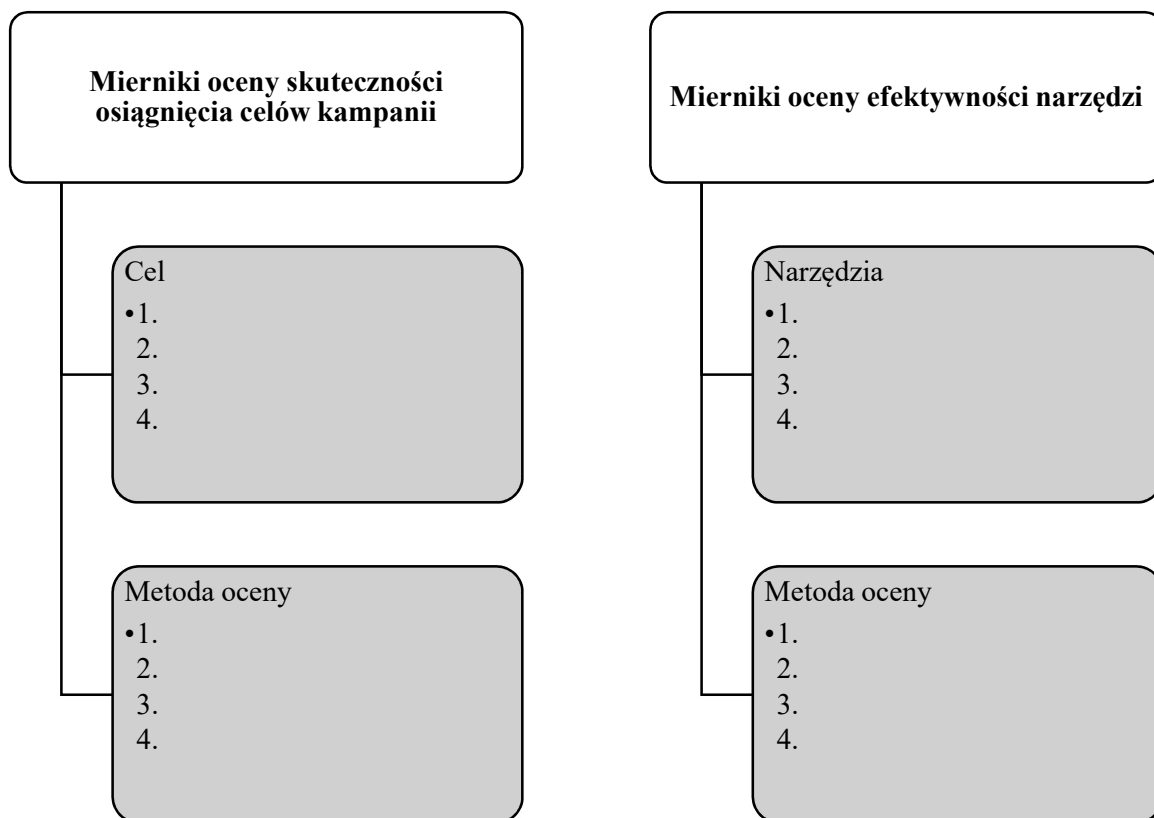 Mierniki oceny skuteczności
osiągnięcia celów kampanii
Cel
•1.
2.
3.
4.
Metoda oceny
•1.
2.
3.
4.
Mierniki oceny efektywności narzędzi
Narzędzia
•1.
2.
3.
4.
Metoda oceny
•1.
2.
3.
4.